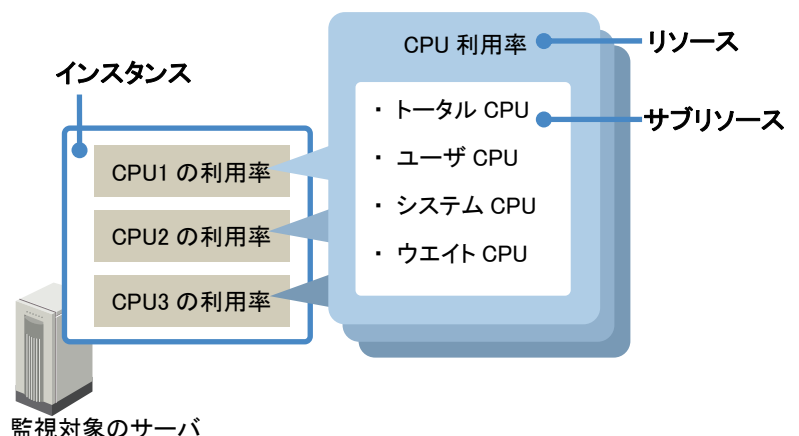 CPU 利用率
リソース
インスタンス
・ トータル CPU
サブリソース
・ ユーザ CPU
・ システム CPU
・ ウエイト CPU
CPU1 の利用率
CPU2 の利用率
CPU3 の利用率
監視対象のサーバ